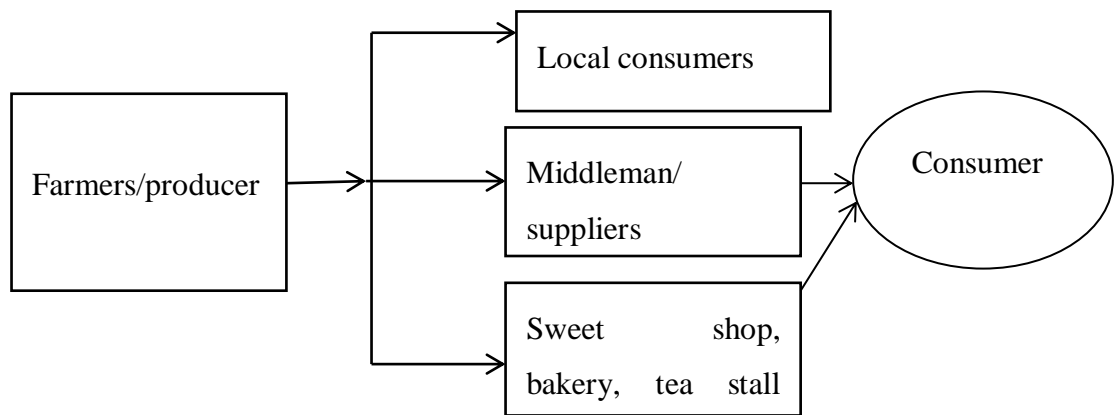 Local consumers
Farmers/producer
Middleman/
suppliers
Consumer
Sweet shop,
bakery, tea stall